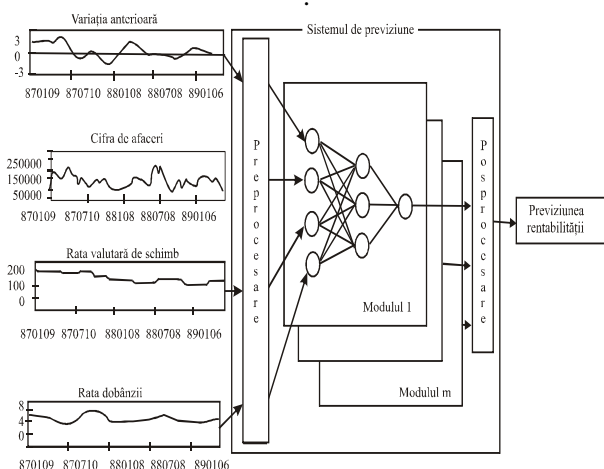 Variația anterioară
3
0
-3
870109 870710 880108 880708 890106
Cifra de afaceri
250000
150000
50000
870109 870710 88108 880708 890106
Rata valutară de schimb
200
100
0
870109 870710 880108 880708 890106
Rata dobânzii
8
4
0
870109 870710 880108 880708 890106
Sistemul de previziune
Preprocesare
Modulul 1
Modulul m
Posprocesare
Previziunea
rentabilității